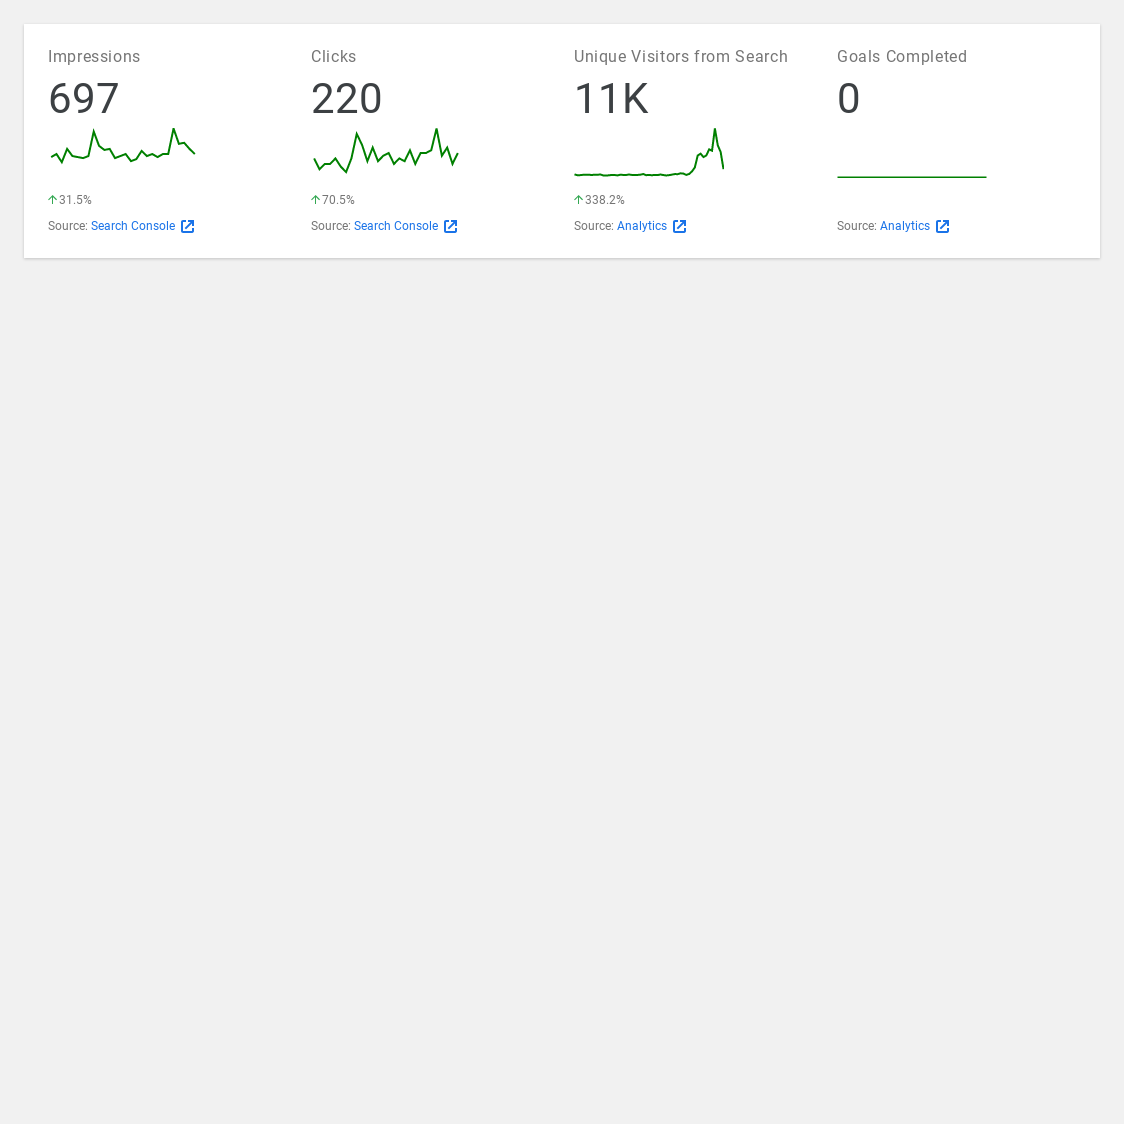 Impressions
697
31.5%
Source: Search Console
Clicks
220
70.5%
Source: Search Console
Unique Visitors from Search
11K
338.2%
Source: Analytics
Goals Completed
0
Source: Analytics